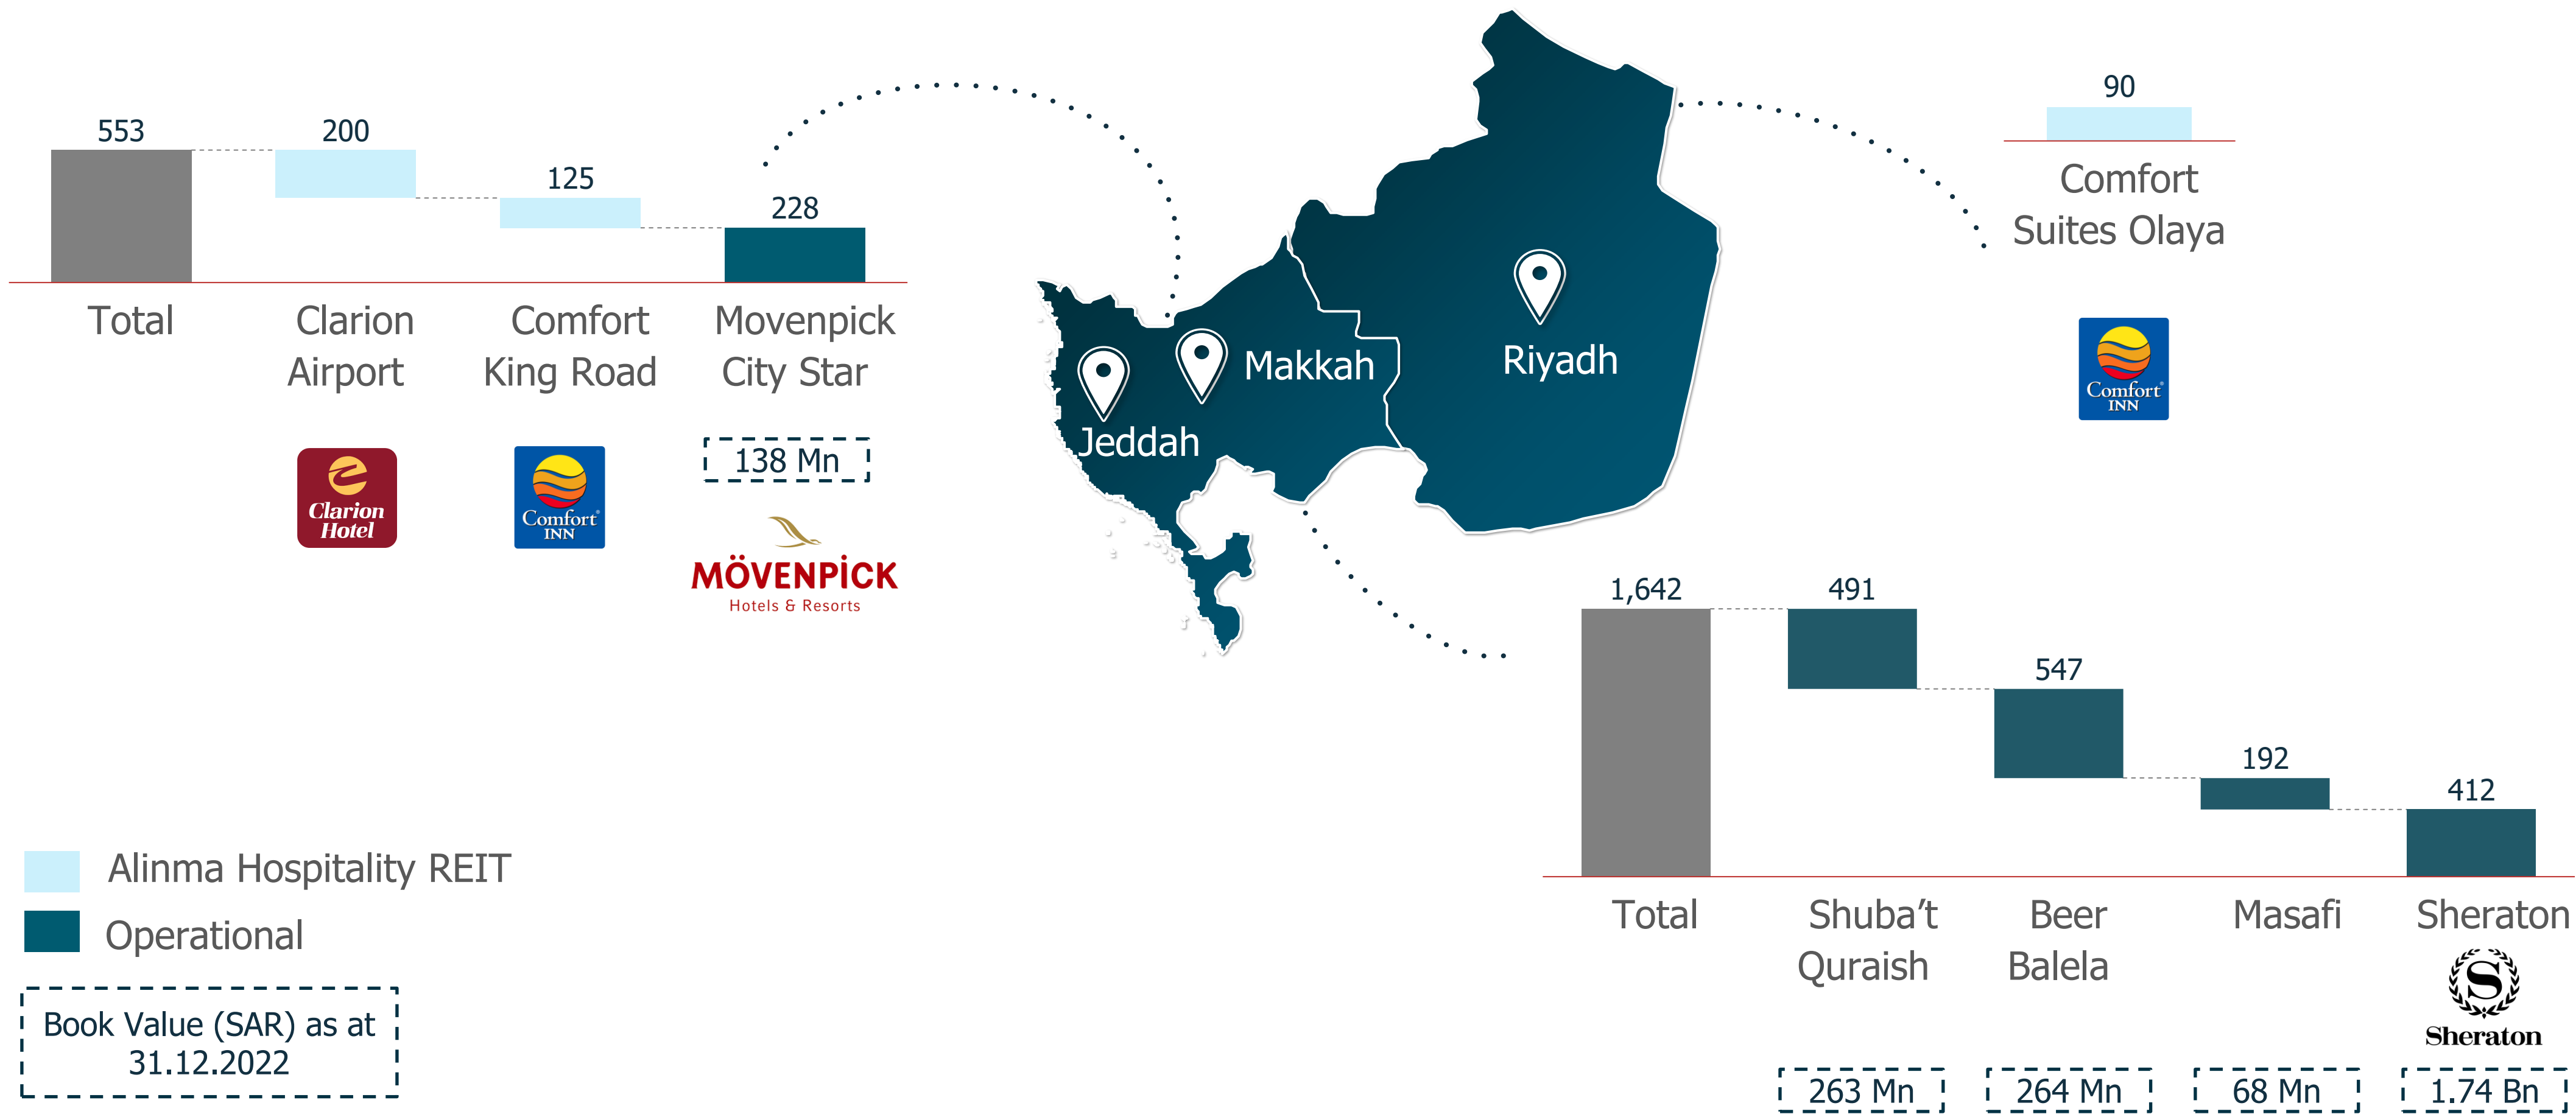 553
200
125
228
Total
Clarion
Airport
Comfort
King Road
Movenpick
City Star
Clarion
Hotel
Comfort
INN
138 Mn
MÖVENPİCK
Hotels & Resorts
Jeddah
Makkah
Riyadh
90
Comfort
Suites Olaya
Comfort®
INN
1,642
491
547
192
412
Total
Shuba’t
Quraish
Beer
Balela
Masafi
Sheraton
S
Sheraton
263 Mn
264 Mn
68 Mn
1.74 Bn
Alinma Hospitality REIT
Operational
Book Value (SAR) as at
31.12.2022